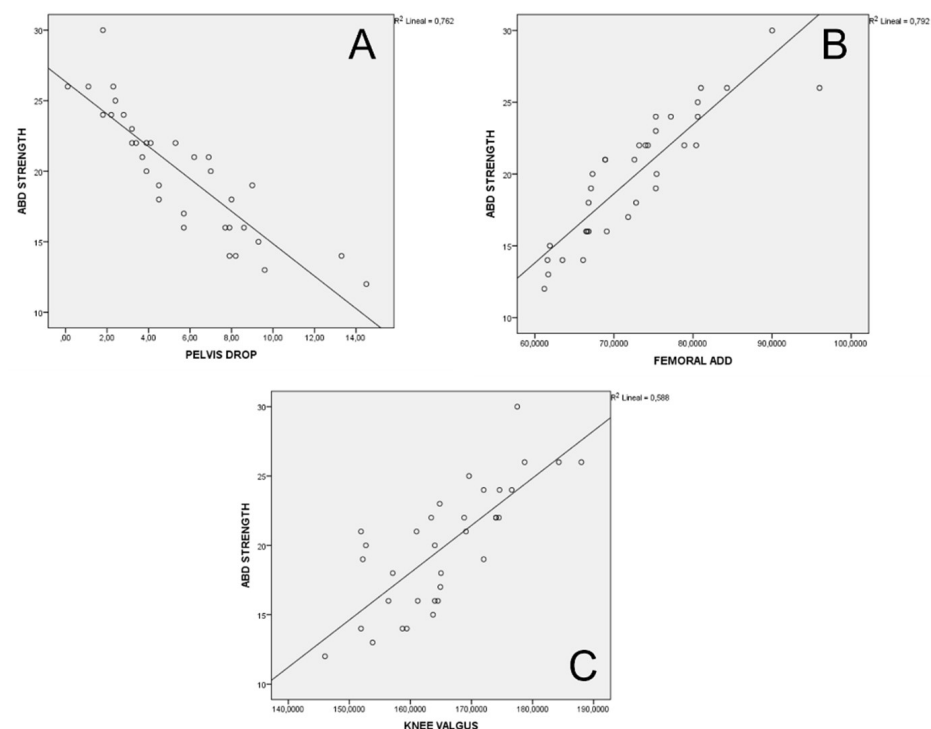 R2 Lineal = 0,762
A
30
25
20
15
10
ABD STRENGTH
,00
2,00
4,00
6,00
8,00
10,00
12,00
14,00
PELVIS DROP
R2 Lineal = 0,792
B
30
25
20
15
10
ABD STRENGTH
60,0000
70,0000
80,0000
90,0000
100,0000
FEMORAL ADD
R2 Lineal = 0,588
30
25
20
15
10
ABD STRENGTH
C
140,0000
150,0000
160,0000
170,0000
180,0000
190,0000
KNEE VALGUS